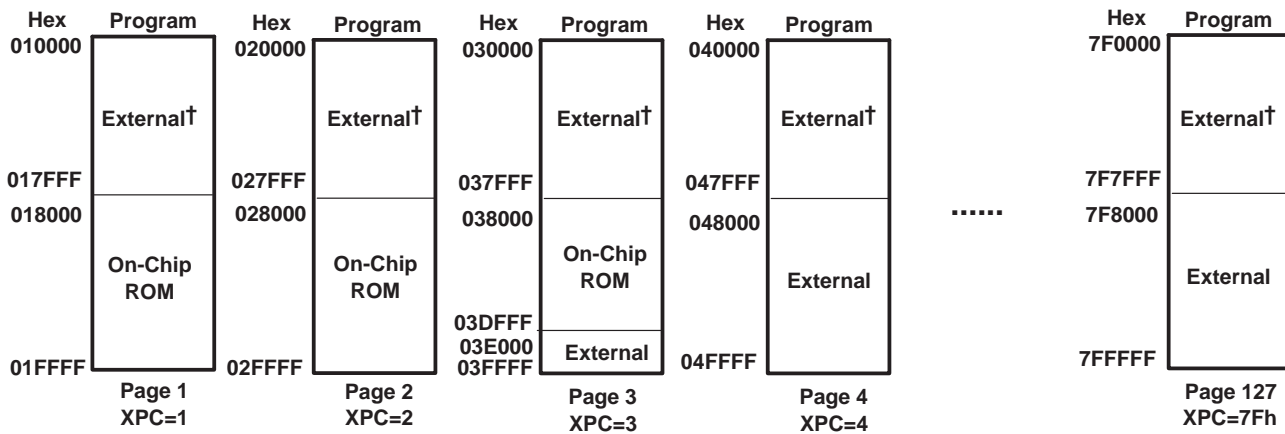 Hex Program
010000
External†
017FFF
018000
On-Chip
ROM
01FFFF
Page 1
XPC=1
Hex Program
020000
External†
027FFF
028000
On-Chip
ROM
02FFFF
Page 2
XPC=2
Hex Program
030000
External†
037FFF
038000
On-Chip
ROM
03DFFF
03E000
External
03FFFF
Page 3
XPC=3
Hex Program
040000
External†
047FFF
048000
External
04FFFF
Page 4
XPC=4
......
Hex Program
7F0000
External†
7F7FFF
7F8000
External
7FFFFF
Page 127
XPC=7Fh